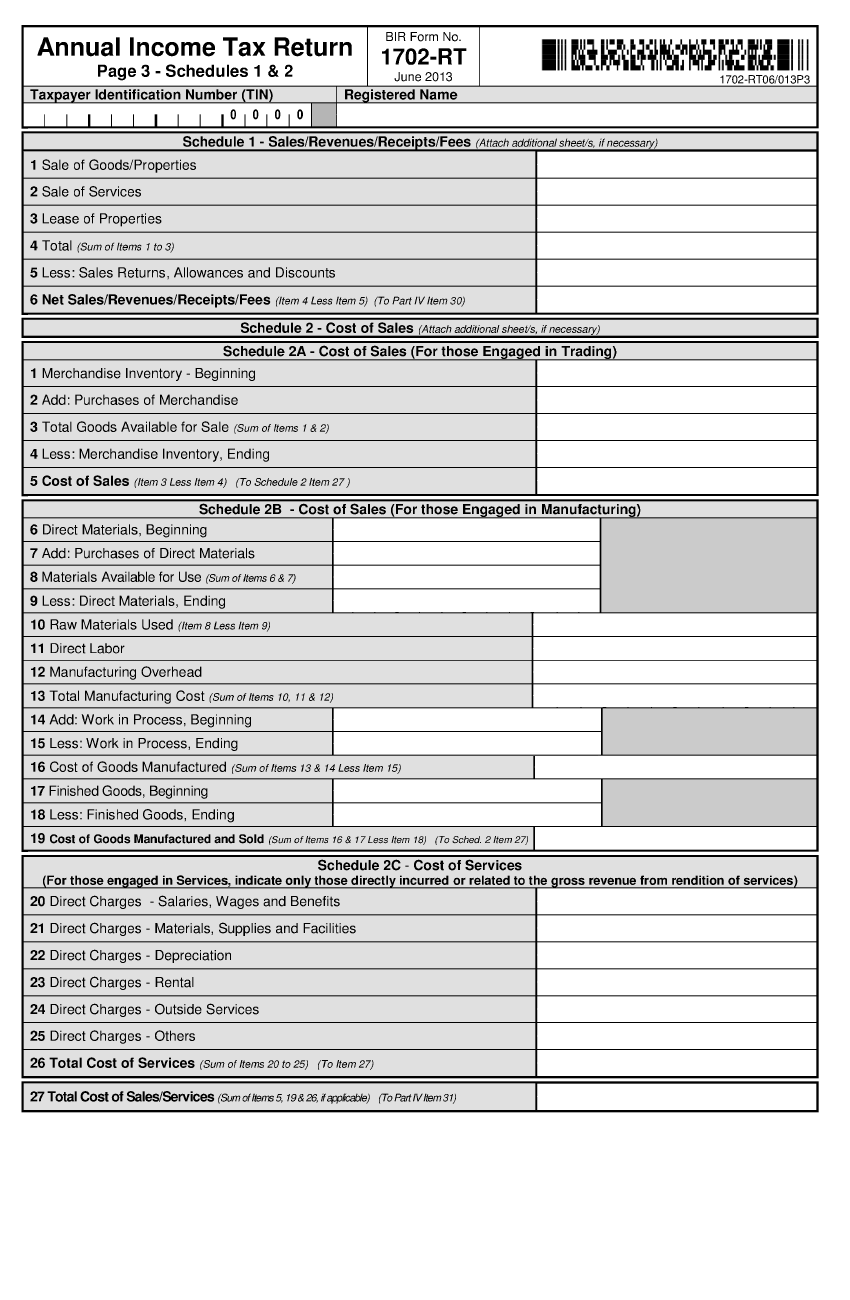 Annual Income Tax Return
Page 3 - Schedules 1 & 2
BIR Form No.
1702-RT
June 2013
1702-RT06/013P3
Taxpayer Identification Number (TIN)
Registered Name
0 0 0 0
Schedule 1 - Sales/Revenues/Receipts/Fees (Attach additional sheet/s, if necessary)
1 Sale of Goods/Properties
2 Sale of Services
3 Lease of Properties
4 Total (Sum of Items 1 to 3)
5 Less: Sales Returns, Allowances and Discounts
6 Net Sales/Revenues/Receipts/Fees (Item 4 Less Item 5) (To Part IV Item 30)
Schedule 2 - Cost of Sales (Attach additional sheet/s, if necessary)
Schedule 2A - Cost of Sales (For those Engaged in Trading)
1 Merchandise Inventory - Beginning
2 Add: Purchases of Merchandise
3 Total Goods Available for Sale (Sum of Items 1 & 2)
4 Less: Merchandise Inventory, Ending
5 Cost of Sales (Item 3 Less Item 4) (To Schedule 2 Item 27 )
Schedule 2B - Cost of Sales (For those Engaged in Manufacturing)
6 Direct Materials, Beginning
7 Add: Purchases of Direct Materials
8 Materials Available for Use (Sum of Items 6 & 7)
9 Less: Direct Materials, Ending
10 Raw Materials Used (Item 8 Less Item 9)
11 Direct Labor
12 Manufacturing Overhead
13 Total Manufacturing Cost (Sum of Items 10, 11 & 12)
14 Add: Work in Process, Beginning
15 Less: Work in Process, Ending
16 Cost of Goods Manufactured (Sum of Items 13 & 14 Less Item 15)
17 Finished Goods, Beginning
18 Less: Finished Goods, Ending
19 Cost of Goods Manufactured and Sold (Sum of Items 16 & 17 Less Item 18) (To Sched. 2 Item 27)
Schedule 2C - Cost of Services
(For those engaged in Services, indicate only those directly incurred or related to the gross revenue from rendition of services)
20 Direct Charges - Salaries, Wages and Benefits
21 Direct Charges - Materials, Supplies and Facilities
22 Direct Charges - Depreciation
23 Direct Charges - Rental
24 Direct Charges - Outside Services
25 Direct Charges - Others
26 Total Cost of Services (Sum of Items 20 to 25) (To Item 27)
27 Total Cost of Sales/Services (Sum of Items 5, 19 & 26, if applicable) (To Part IV Item 31)